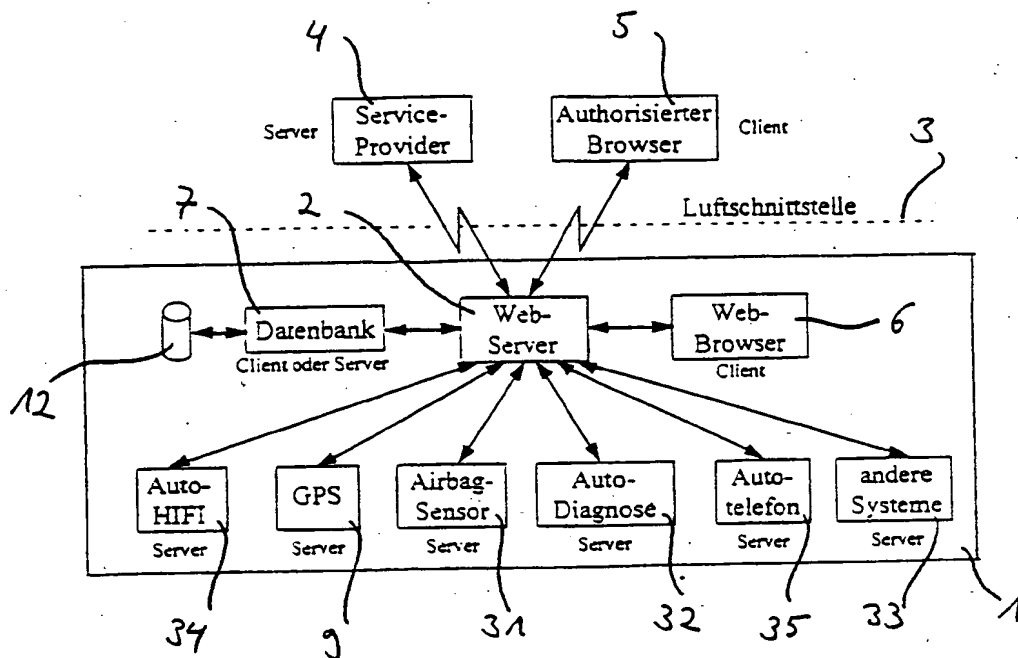 4
5
Service-
Provider
Server
Authorisierter
Browser
Client
3
Luftschnittstelle
7
2
Datenbank
Client oder Server
12
Web-
Server
Web-
Browser
Client
6
Auto-
HIFI
Server
GPS
Server
Airbag-
Sensor
Server
Auto-
Diagnose
Server
Auto-
telefon
Server
andere
Systeme
Server
34
9
31
32
35
33
1